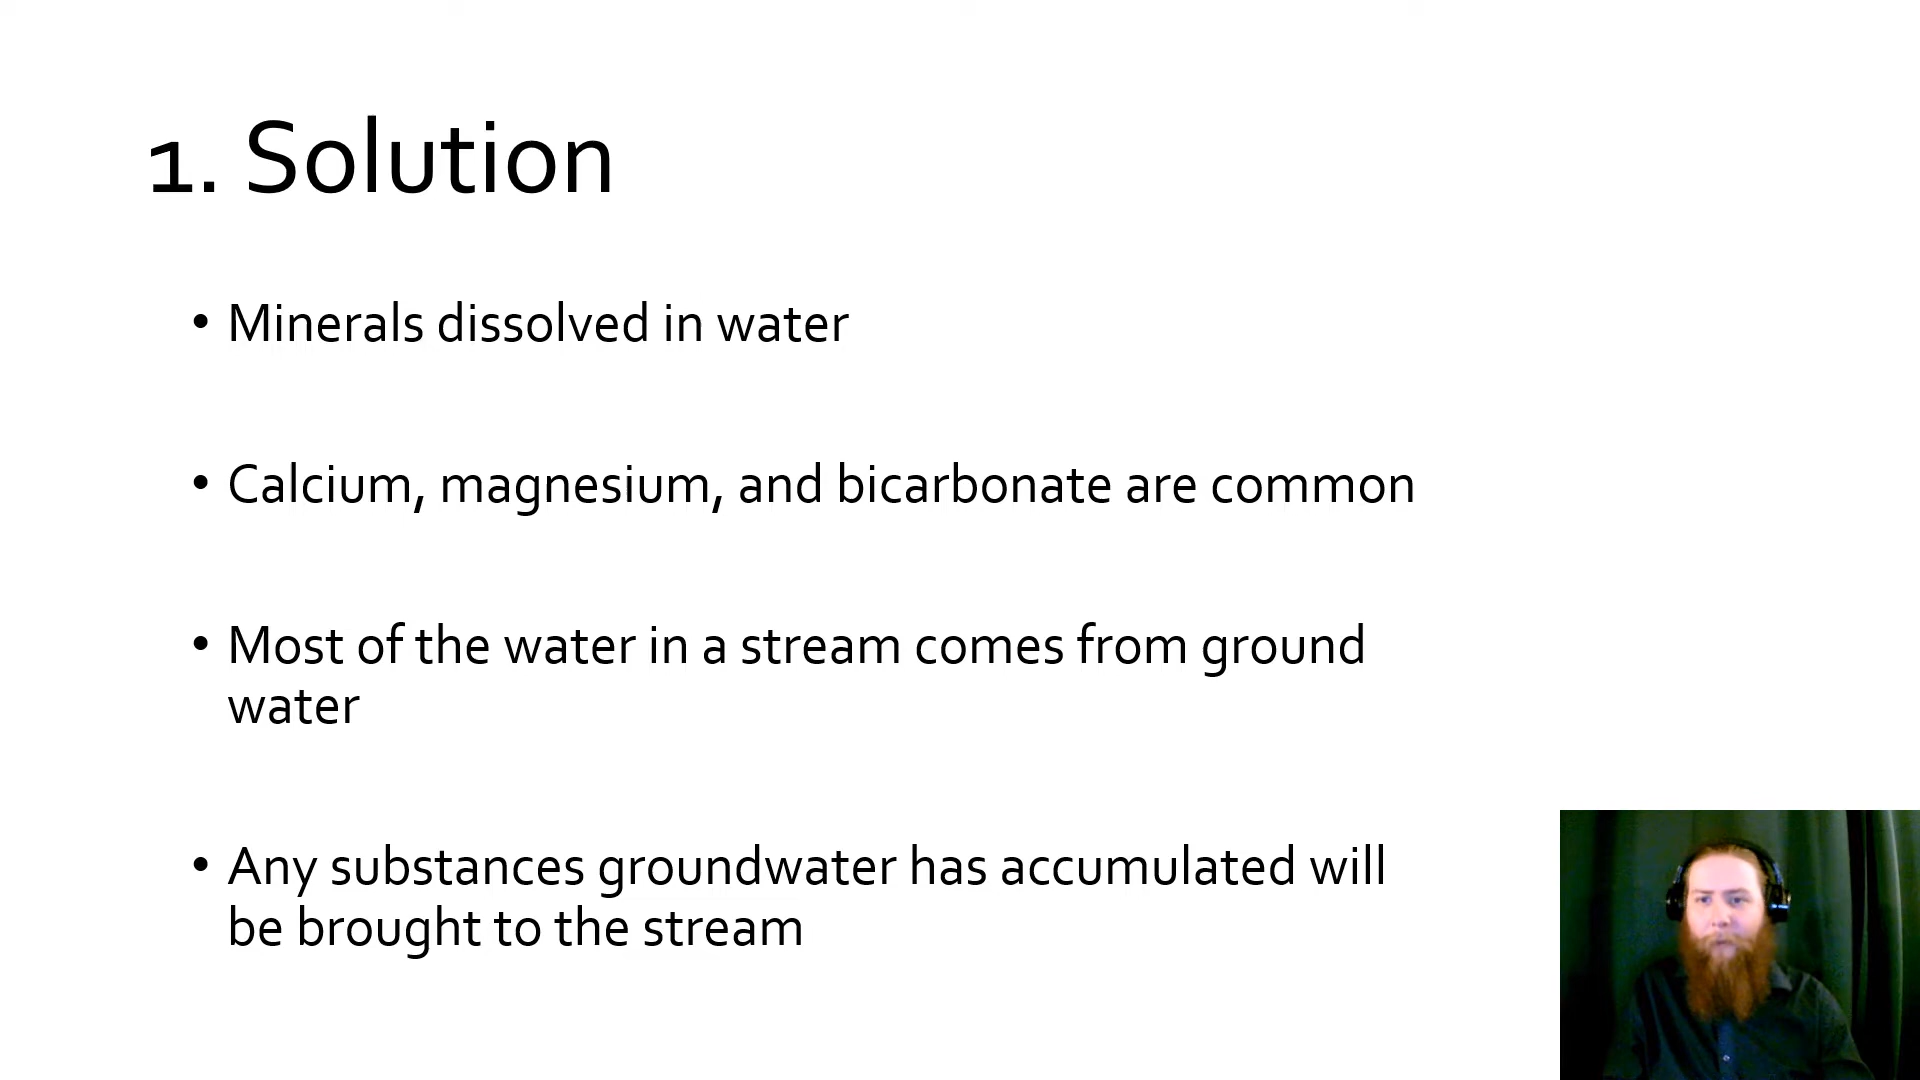 1. Solution
• Minerals dissolved in water
• Calcium, magnesium, and bicarbonate are common
• Most of the water in a stream comes from ground
water
• Any substances groundwater has accumulated will
be brought to the stream